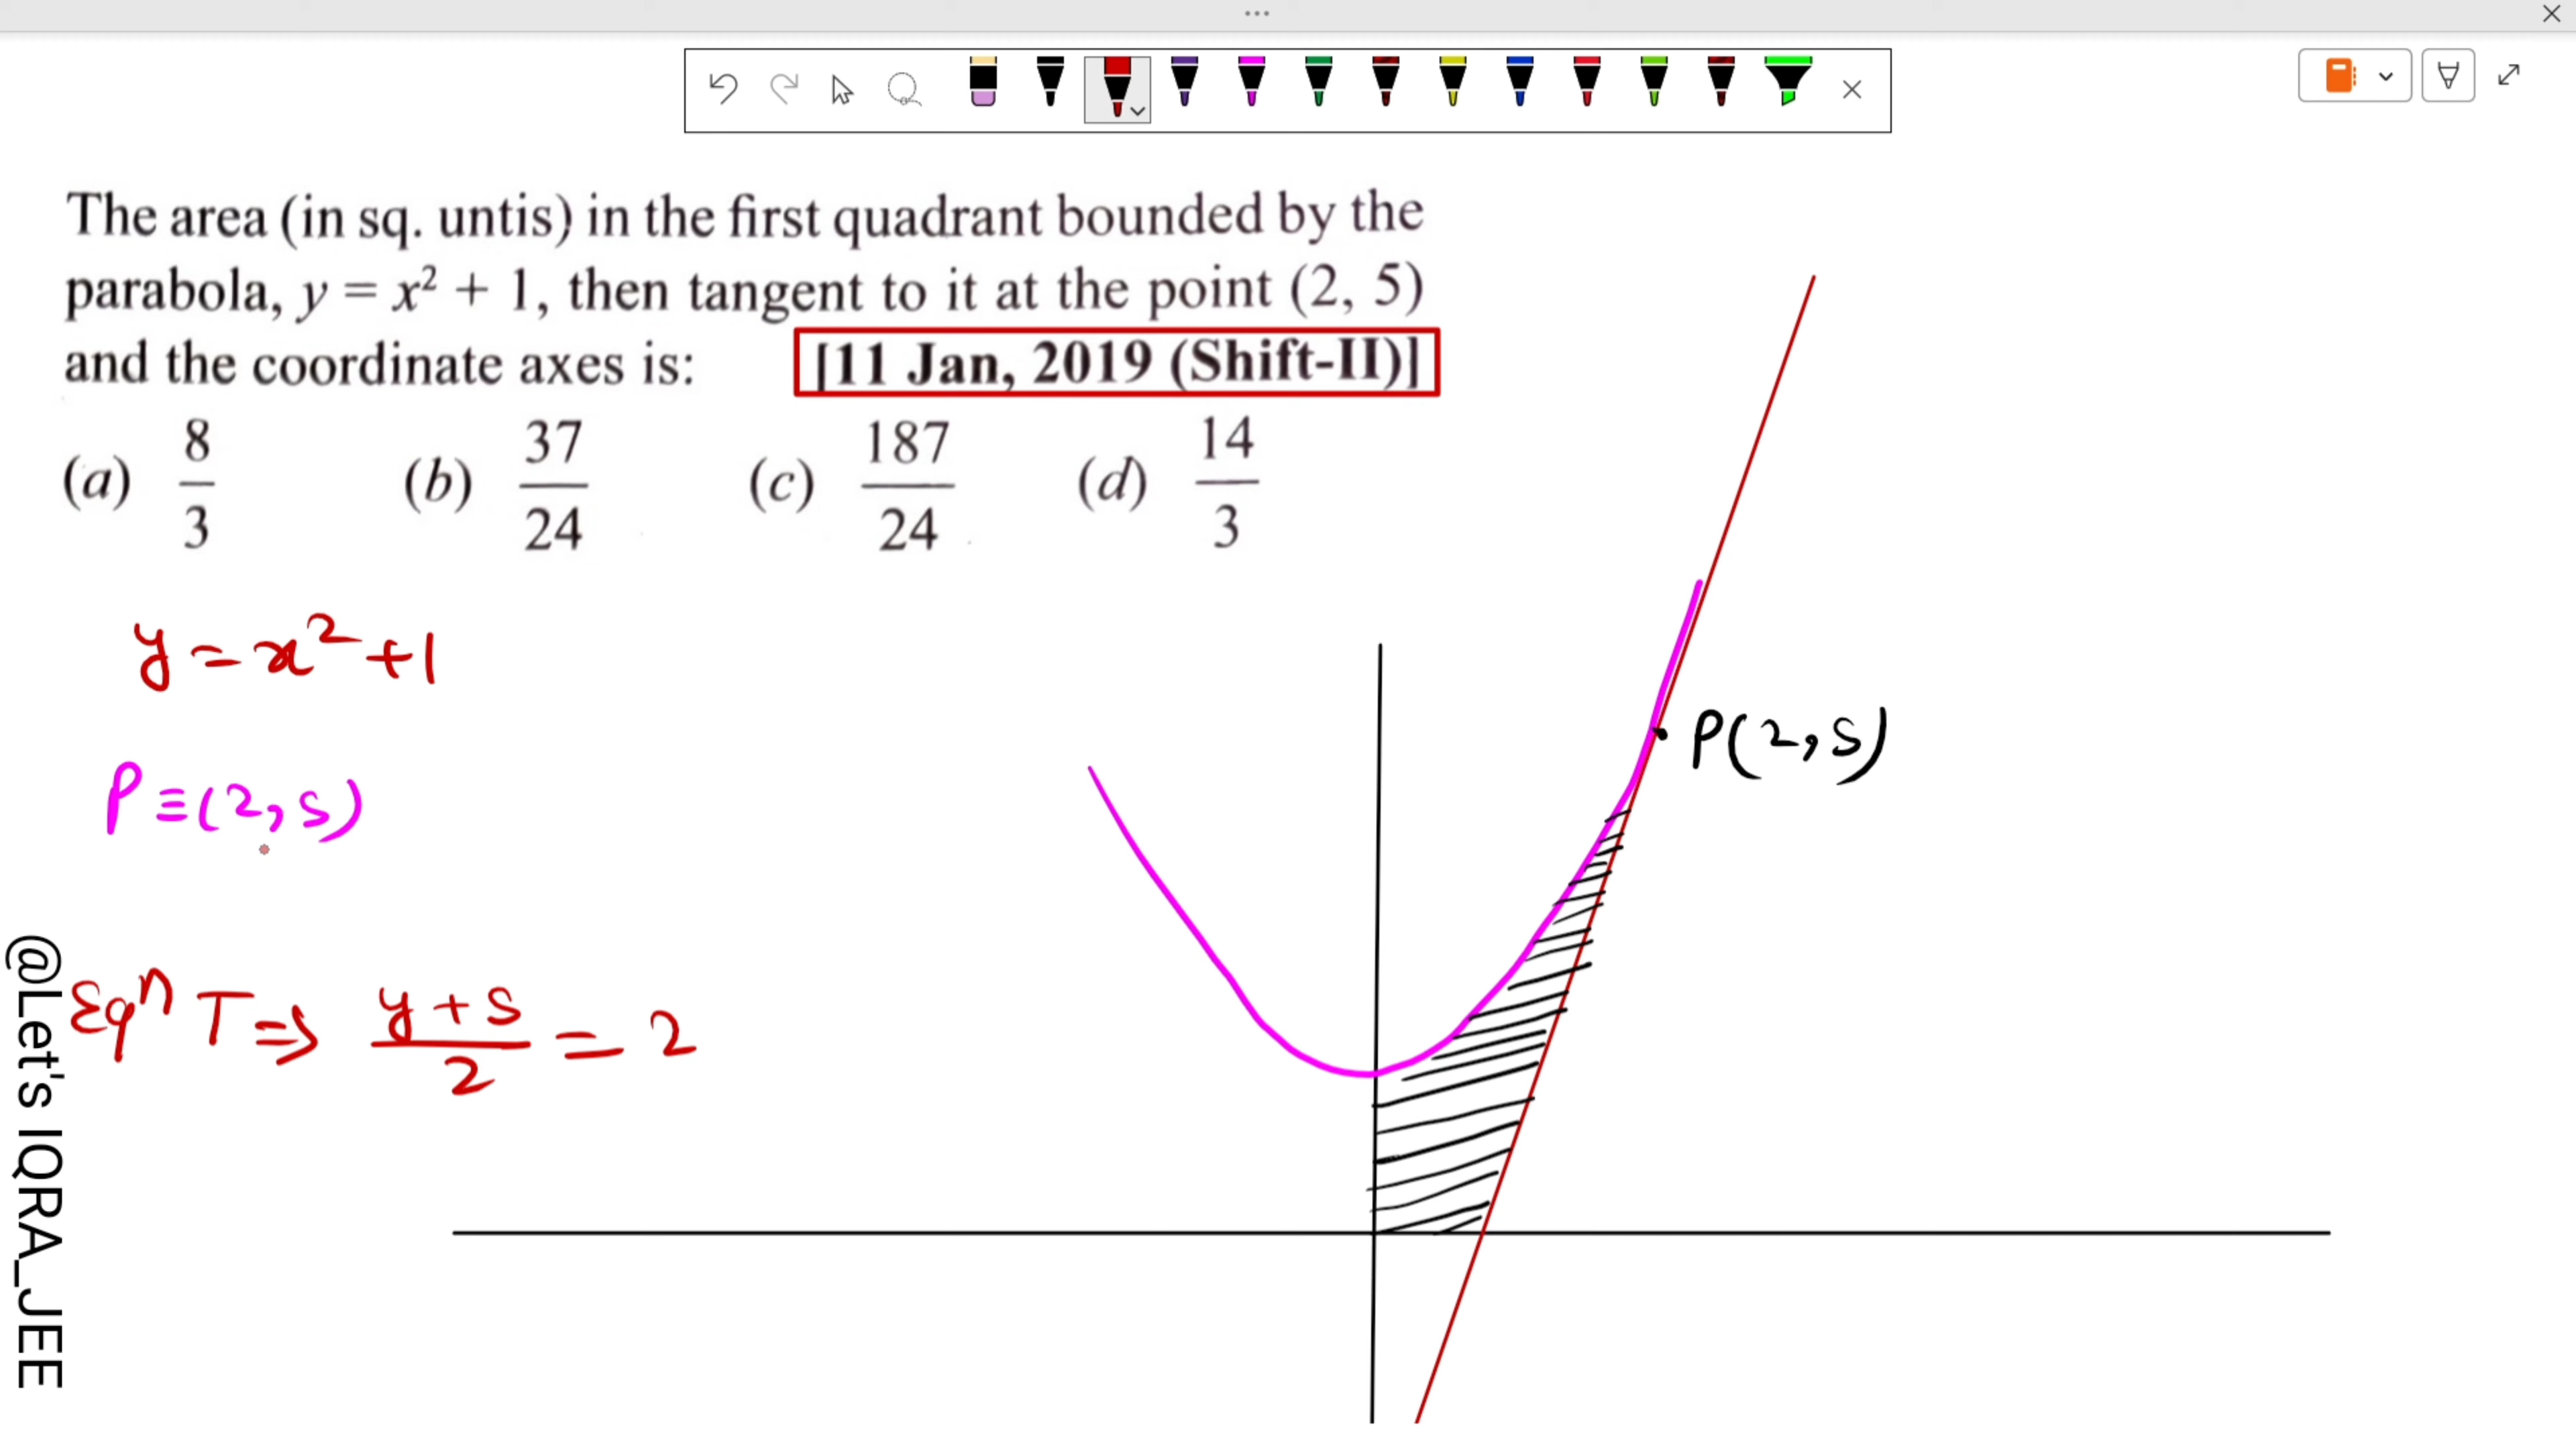 The area (in sq. untis) in the first quadrant bounded by the
parabola, y = x² + 1, then tangent to it at the point (2, 5)
and the coordinate axes is: [11 Jan, 2019 (Shift-II)]
(a) 8/3 (b) 37/24 (c) 187/24 (d) 14/3
y = x² + 1
P(2, 5)
P ≡ (2, 5)
Eqⁿ T ⇒ (y + 5)/2 = 2
@Let's IQRA_JEE